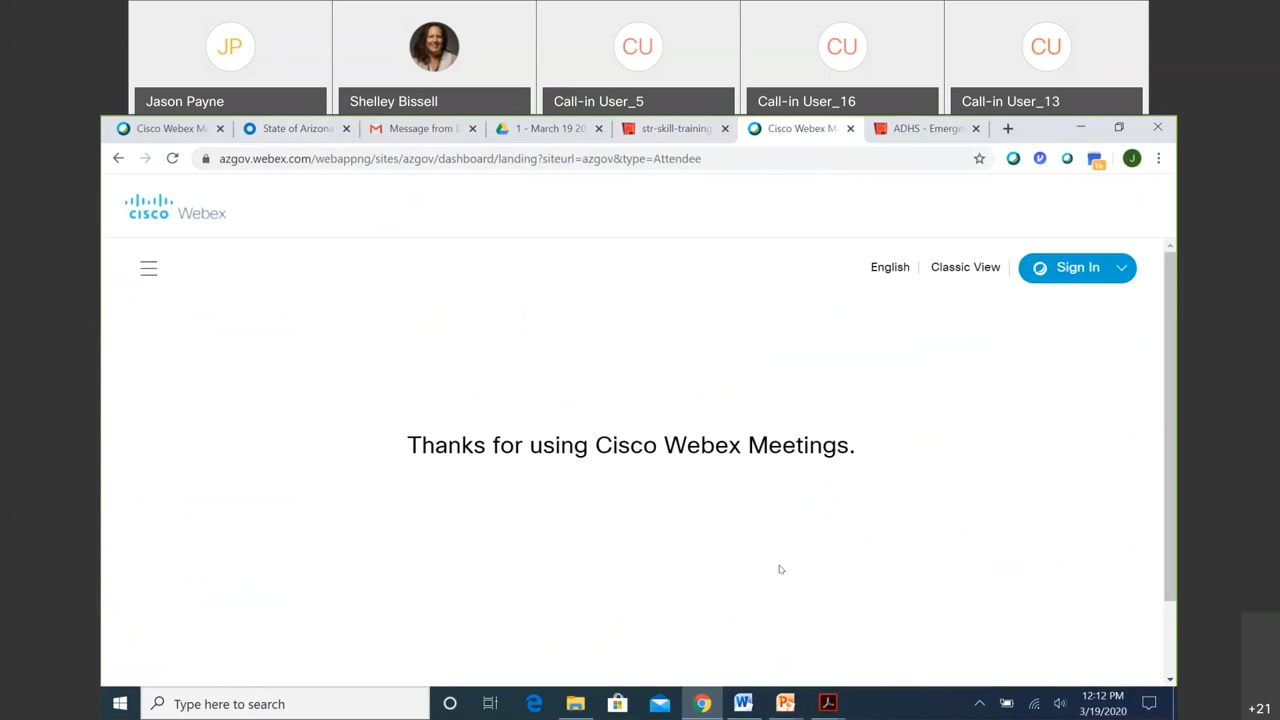 JP
CU
CU
CU
Jason Payne
Shelley Bissell
Call-in User_5
Call-in User_16
Call-in User_13
Cisco Webex M
State of Arizona
Message from
1 - March 19 20
str-skill-training
Cisco Webex M
ADHS - Emerge
azgov.webex.com/webappng/sites/azgov/dashboard/landing?siteurl=azgov&type=Attendee
J
CISCO Webex
English
Classic View
Sign In
Thanks for using Cisco Webex Meetings.
Type here to search
12:12 PM
3/19/2020
+21